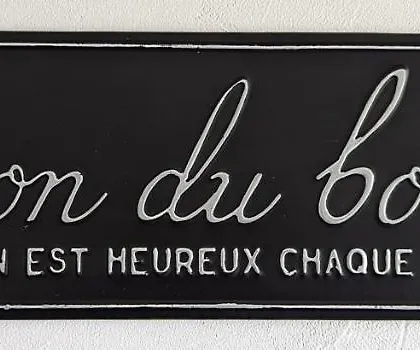 on du bo
N EST HEUREUX CHAQUE